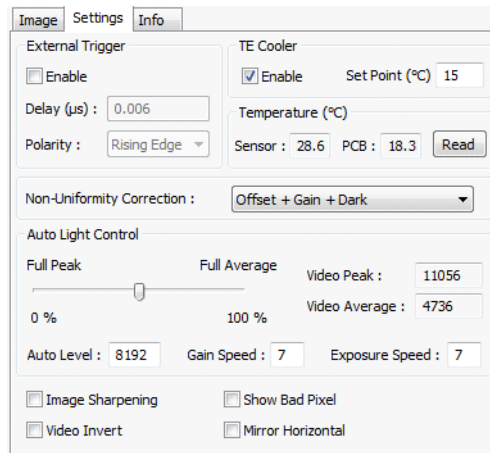 Image Settings Info
External Trigger
Enable
Delay (µs) : 0.006
Polarity : Rising Edge
TE Cooler
Enable Set Point (ºC) 15
Temperature (ºC)
Sensor : 28.6 PCB : 18.3 Read
Non-Uniformity Correction : Offset + Gain + Dark
Auto Light Control
Full Peak Full Average
0 % 100 %
Video Peak : 11056
Video Average : 4736
Auto Level : 8192 Gain Speed : 7 Exposure Speed : 7
Image Sharpening Show Bad Pixel
Video Invert Mirror Horizontal